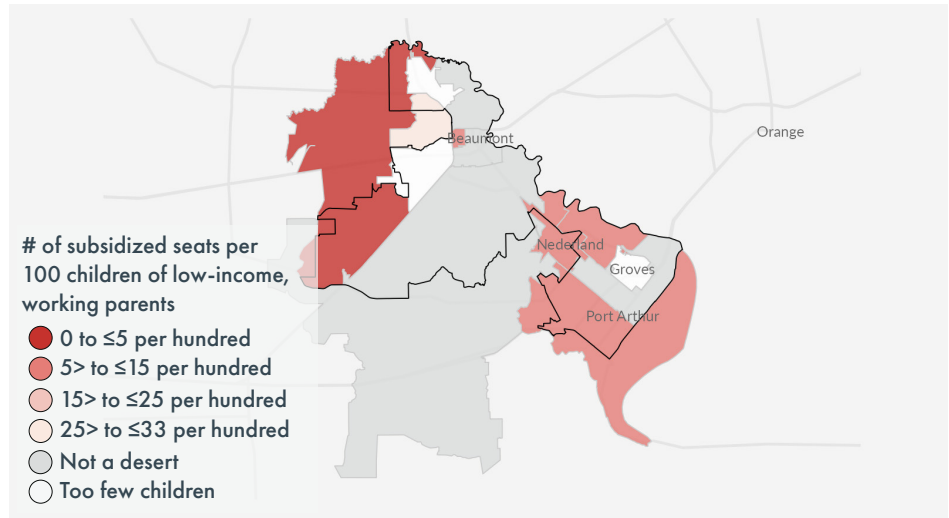 Beaumont
Orange
Nederland
Groves
Port Arthur
# of subsidized seats per
100 children of low-income,
working parents
0 to ≤5 per hundred
5> to ≤15 per hundred
15> to ≤25 per hundred
25> to ≤33 per hundred
Not a desert
Too few children